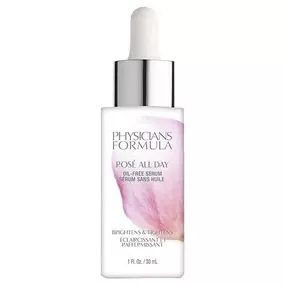 PHYSICIANS
FORMULA
ROSÉ ALL DAY
OIL-FREE SERUM
SÉRUM SANS HUILE
BRIGHTENS & TIGHTENS
ÉCLAIRCISSANT ET
RAFFERMISSANT
1 Fl. Oz. / 30 mL